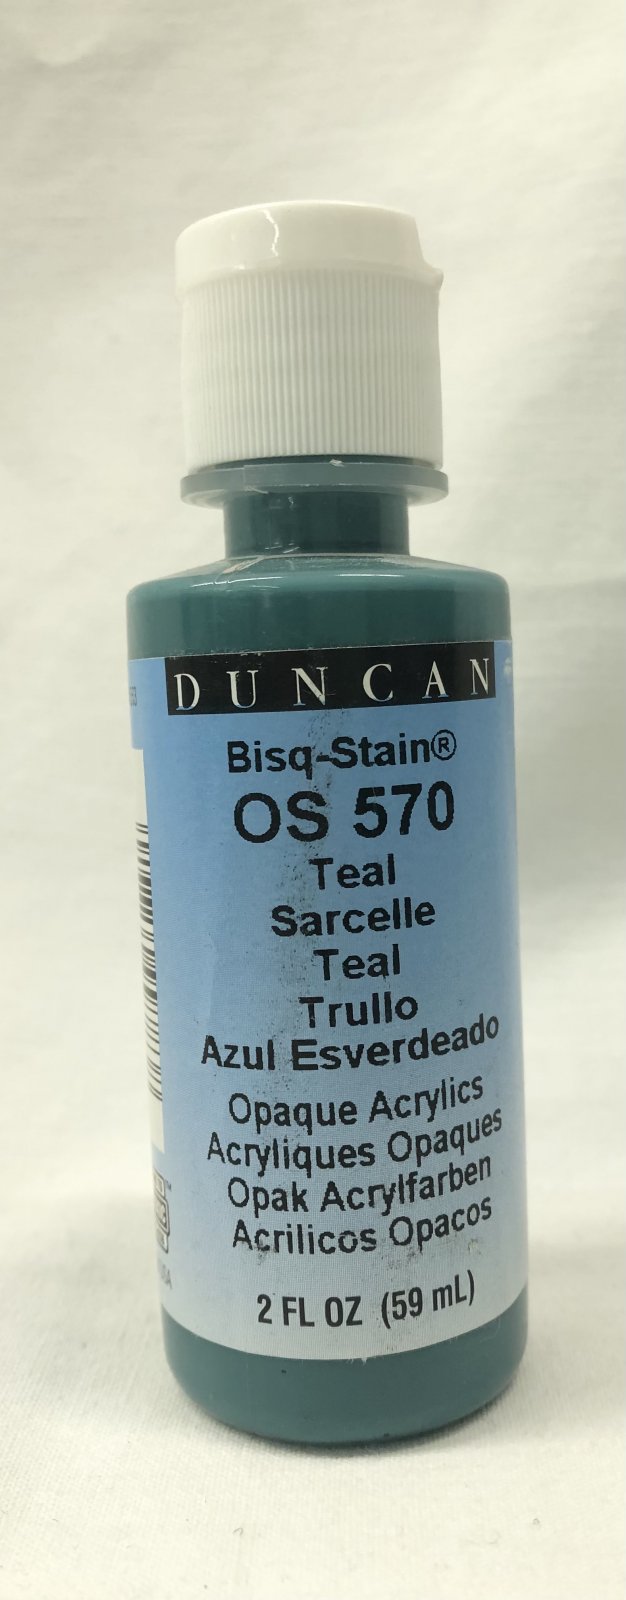 DUNCAN
Bisq-Stain®
OS 570
Teal
Sarcelle
Teal
Trullo
Azul Esverdeado
Opaque Acrylics
Acryliques Opaques
Opak Acrylfarben
Acrilicos Opacos
2 FL OZ (59 mL)